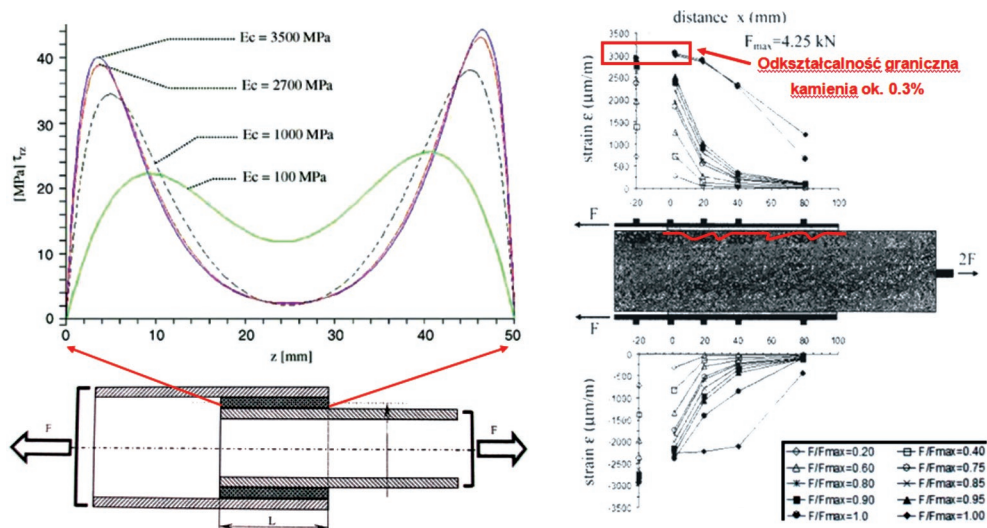 Ec = 3500 MPa
Ec = 2700 MPa
Ec = 1000 MPa
Ec = 100 MPa
[MPa] τrz
40
30
20
10
0
0
10
20
30
40
50
z [mm]
F
F
L
distance x (mm)
Fmax=4.25 kN
Odkształcalność graniczna
kamienia ok. 0.3%
strain ε (µm/m)
3500
3000
2500
2000
1500
1000
500
0
-20 0 20 40 60 80 100
F
2F
F
-20 0 20 40 60 80 100
strain ε (µm/m)
0
-500
-1000
-1500
-2000
-2500
-3000
-3500
F/Fmax=0.20 F/Fmax=0.40
F/Fmax=0.60 F/Fmax=0.75
F/Fmax=0.80 F/Fmax=0.85
F/Fmax=0.90 F/Fmax=0.95
F/Fmax=1.0 F/Fmax=1.00